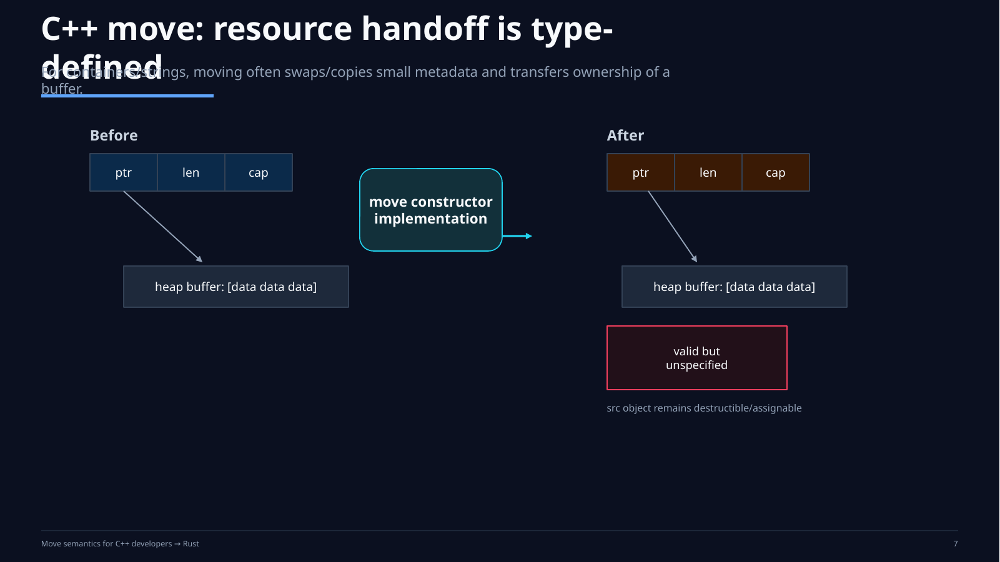 C++ move: resource handoff is type-
defined
For containers/strings, moving often swaps/copies small metadata and transfers ownership of a
buffer.
Before
After
ptr len cap
ptr len cap
move constructor
implementation
heap buffer: [data data data]
heap buffer: [data data data]
valid but
unspecified
src object remains destructible/assignable
Move semantics for C++ developers → Rust
7